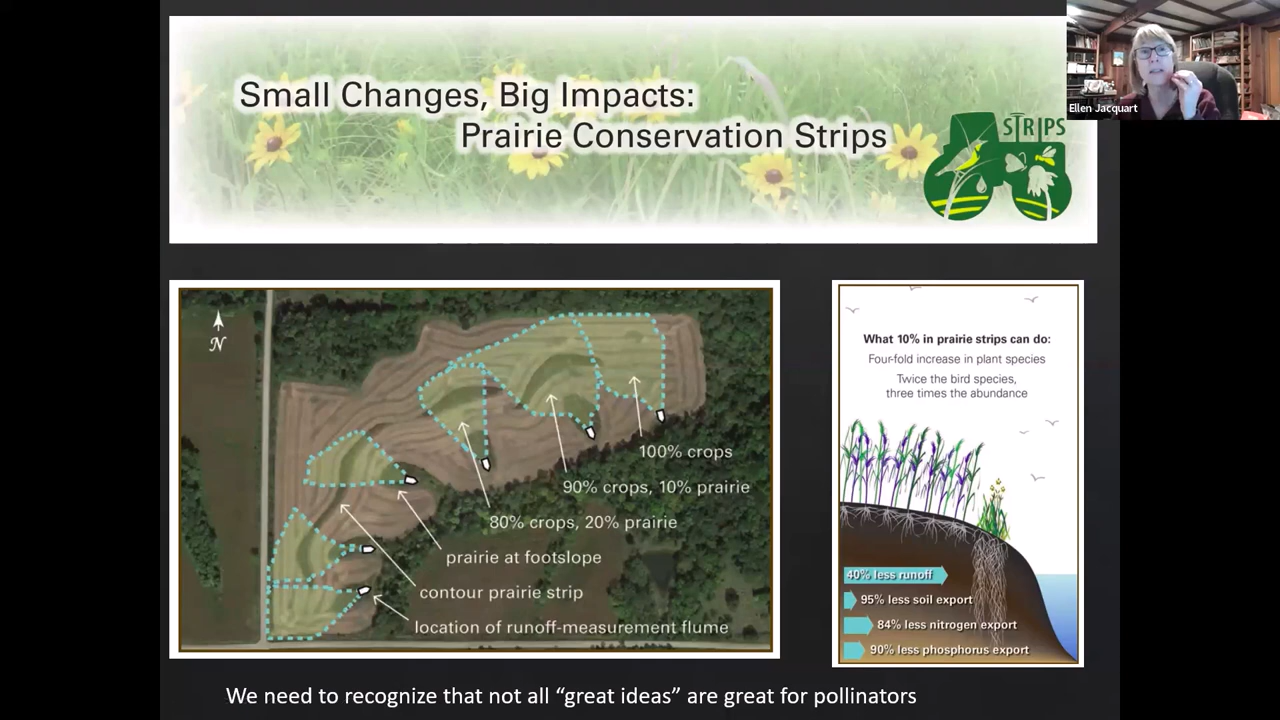 Small Changes, Big Impacts:
Prairie Conservation Strips
STRIPS
Ellen Jacquart
N
100% crops
90% crops, 10% prairie
80% crops, 20% prairie
prairie at footslope
contour prairie strip
location of runoff-measurement flume
What 10% in prairie strips can do:
Four-fold increase in plant species
Twice the bird species,
three times the abundance
40% less runoff
95% less soil export
84% less nitrogen export
90% less phosphorus export
We need to recognize that not all “great ideas” are great for pollinators